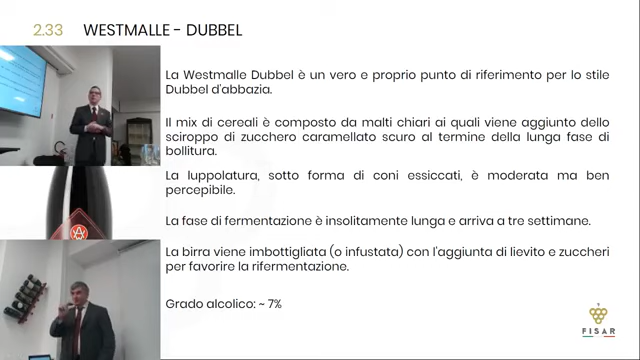 2.33 WESTMALLE - DUBBEL
La Westmalle Dubbel è un vero e proprio punto di riferimento per lo stile
Dubbel d'abbazia.
Il mix di cereali è composto da malti chiari ai quali viene aggiunto dello
sciroppo di zucchero caramellato scuro al termine della lunga fase di
bollitura.
La luppolatura, sotto forma di coni essiccati, è moderata ma ben
percepibile.
La fase di fermentazione è insolitamente lunga e arriva a tre settimane.
La birra viene imbottigliata (o infustata) con l'aggiunta di lievito e zuccheri
per favorire la rifermentazione.
Grado alcolico: ~ 7%
FISAR